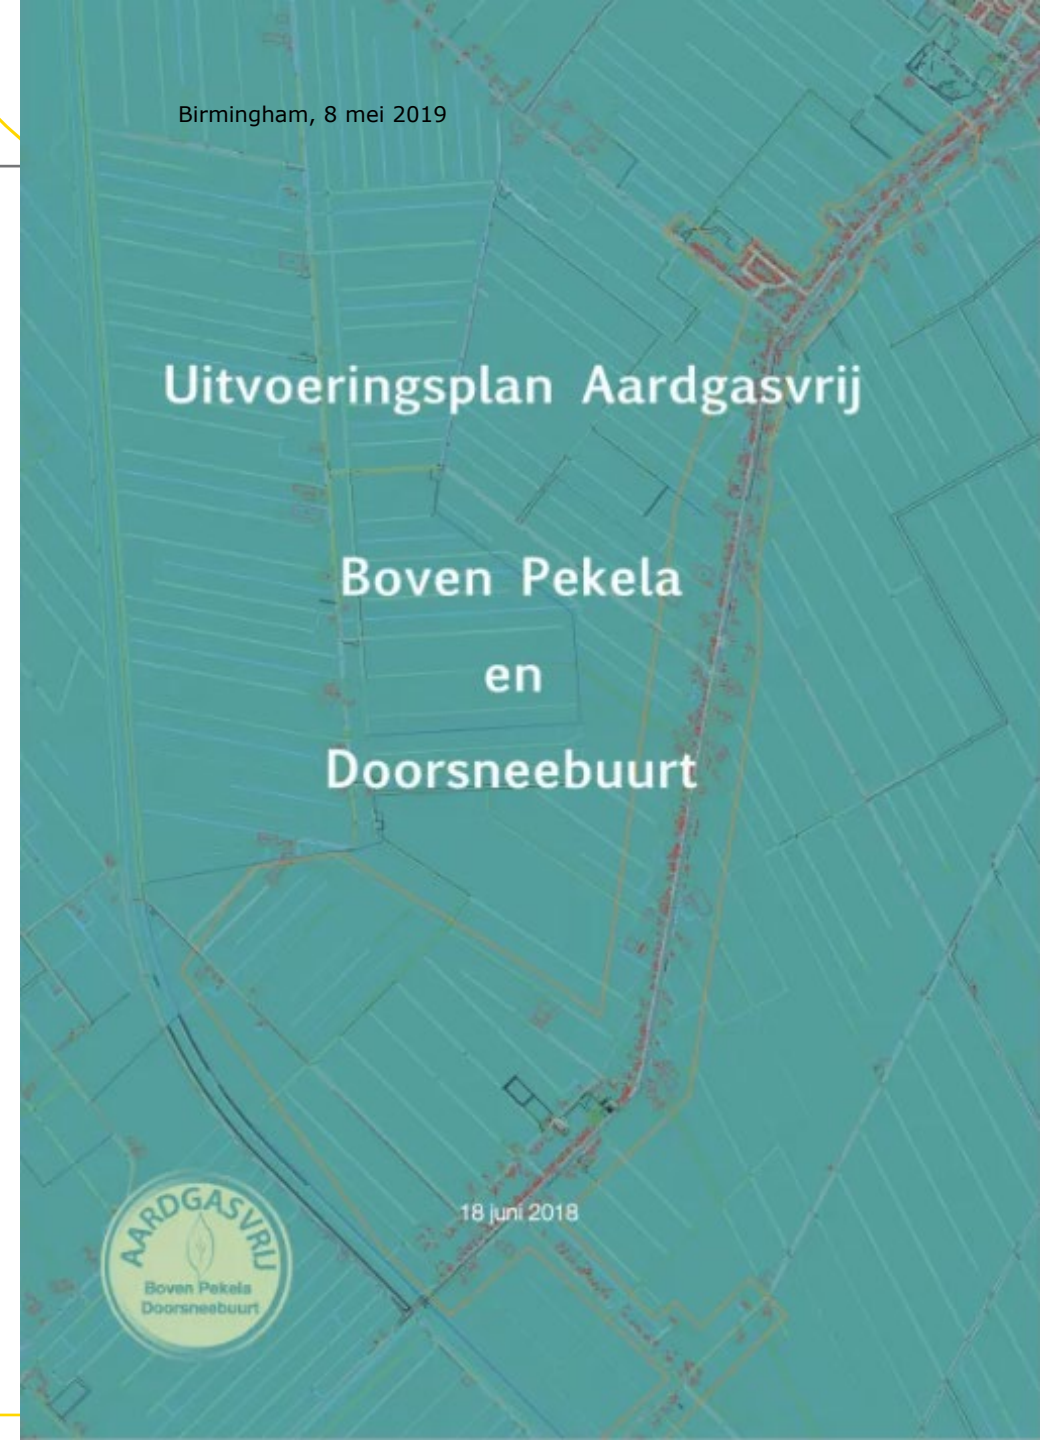 Birmingham, 8 mei 2019
Uitvoeringsplan Aardgasvrij
Boven Pekela
en
Doorsneebuurt
18 juni 2018
AARDGASVRIJ
Boven Pekela
Doorsneebuurt